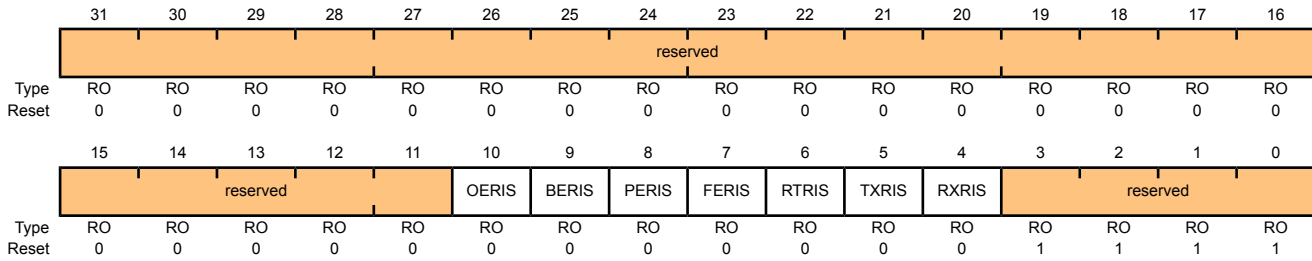 31 30 29 28 27 26 25 24 23 22 21 20 19 18 17 16
reserved
Type RO RO RO RO RO RO RO RO RO RO RO RO RO RO RO RO
Reset 0 0 0 0 0 0 0 0 0 0 0 0 0 0 0 0
15 14 13 12 11 10 9 8 7 6 5 4 3 2 1 0
reserved OERIS BERIS PERIS FERIS RTRIS TXRIS RXRIS reserved
Type RO RO RO RO RO RO RO RO RO RO RO RO RO RO RO RO
Reset 0 0 0 0 0 0 0 0 0 0 0 0 1 1 1 1